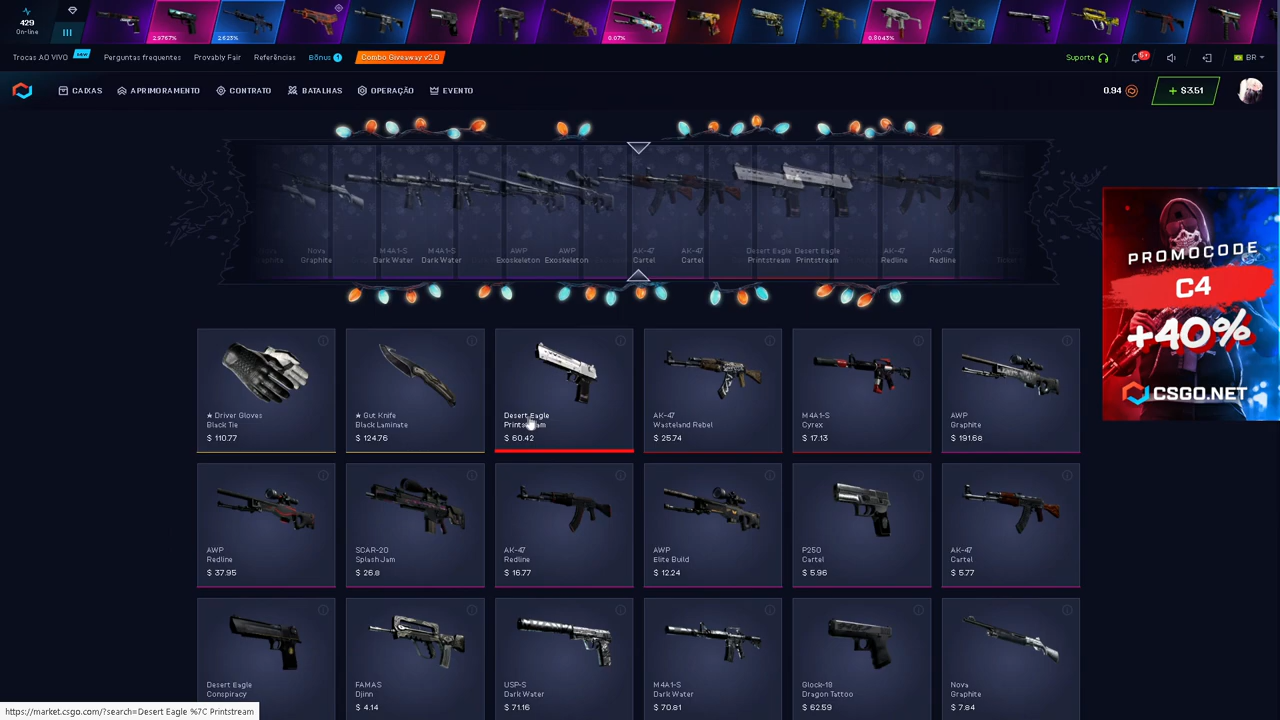 429
On-line
2.9767%
2.623%
0.07%
0.8043%
Trocas AO VIVO NEW Perguntas frequentes Provably Fair Referências Bônus 1 Combo Giveaway v2.0 Suporte 5+ BR
CAIXAS APRIMORAMENTO CONTRATO BATALHAS OPERAÇÃO EVENTO 0.94 + $3.51
Nova Graphite
M4A1-S Dark Water
M4A1-S Dark Water
AWP Exoskeleton
AWP Exoskeleton
AK-47 Cartel
AK-47 Cartel
Desert Eagle Printstream
Desert Eagle Printstream
AK-47 Redline
AK-47 Redline
PROMOCODE
C4
+40%
CSGO.NET
★ Driver Gloves
Black Tie
$ 110.77
★ Gut Knife
Black Laminate
$ 124.76
Desert Eagle
Printstream
$ 60.42
AK-47
Wasteland Rebel
$ 25.74
M4A1-S
Cyrex
$ 17.13
AWP
Graphite
$ 191.68
AWP
Redline
$ 37.95
SCAR-20
Splash Jam
$ 26.8
AK-47
Redline
$ 16.77
AWP
Elite Build
$ 12.24
P250
Cartel
$ 5.96
AK-47
Cartel
$ 5.77
Desert Eagle
Conspiracy
FAMAS
Djinn
$ 4.14
USP-S
Dark Water
$ 71.16
M4A1-S
Dark Water
$ 70.81
Glock-18
Dragon Tattoo
$ 62.59
Nova
Graphite
$ 7.84
https://market.csgo.com/?search=Desert Eagle %7C Printstream